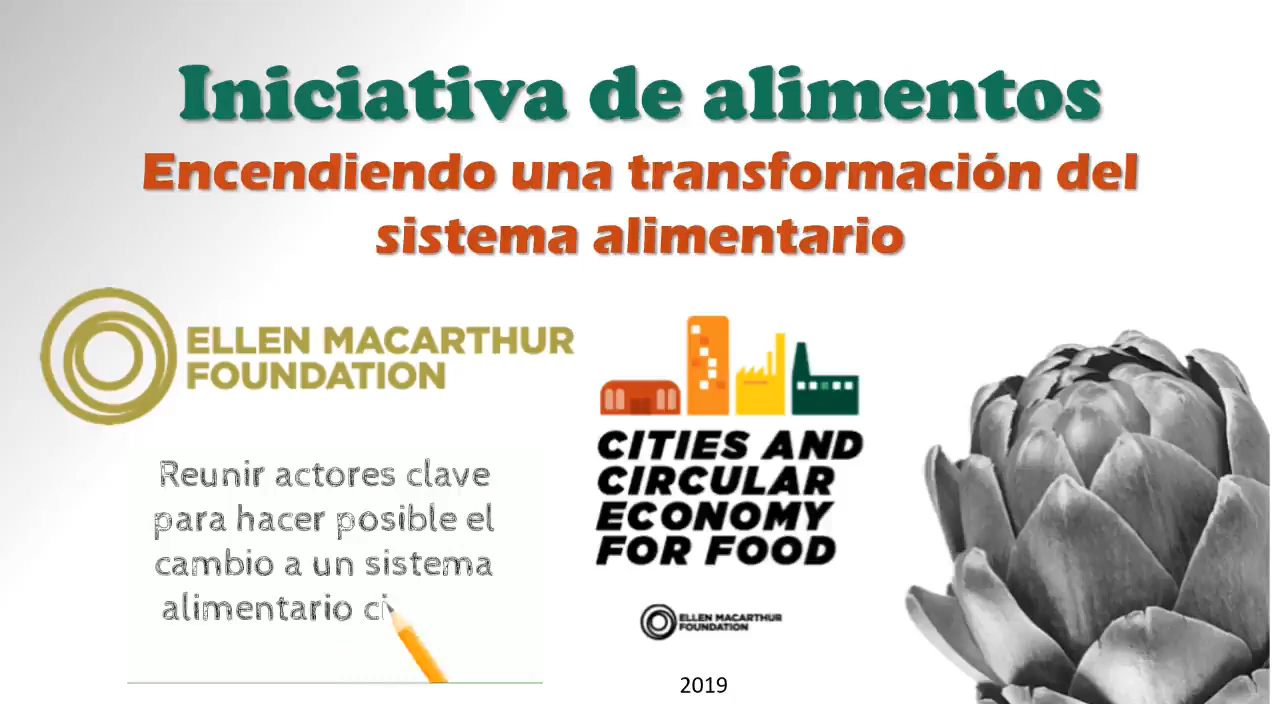 Iniciativa de alimentos
Encendiendo una transformación del
sistema alimentario
ELLEN MACARTHUR
FOUNDATION
Reunir actores clave
para hacer posible el
cambio a un sistema
alimentario ci
CITIES AND
CIRCULAR
ECONOMY
FOR FOOD
ELLEN MACARTHUR
FOUNDATION
2019